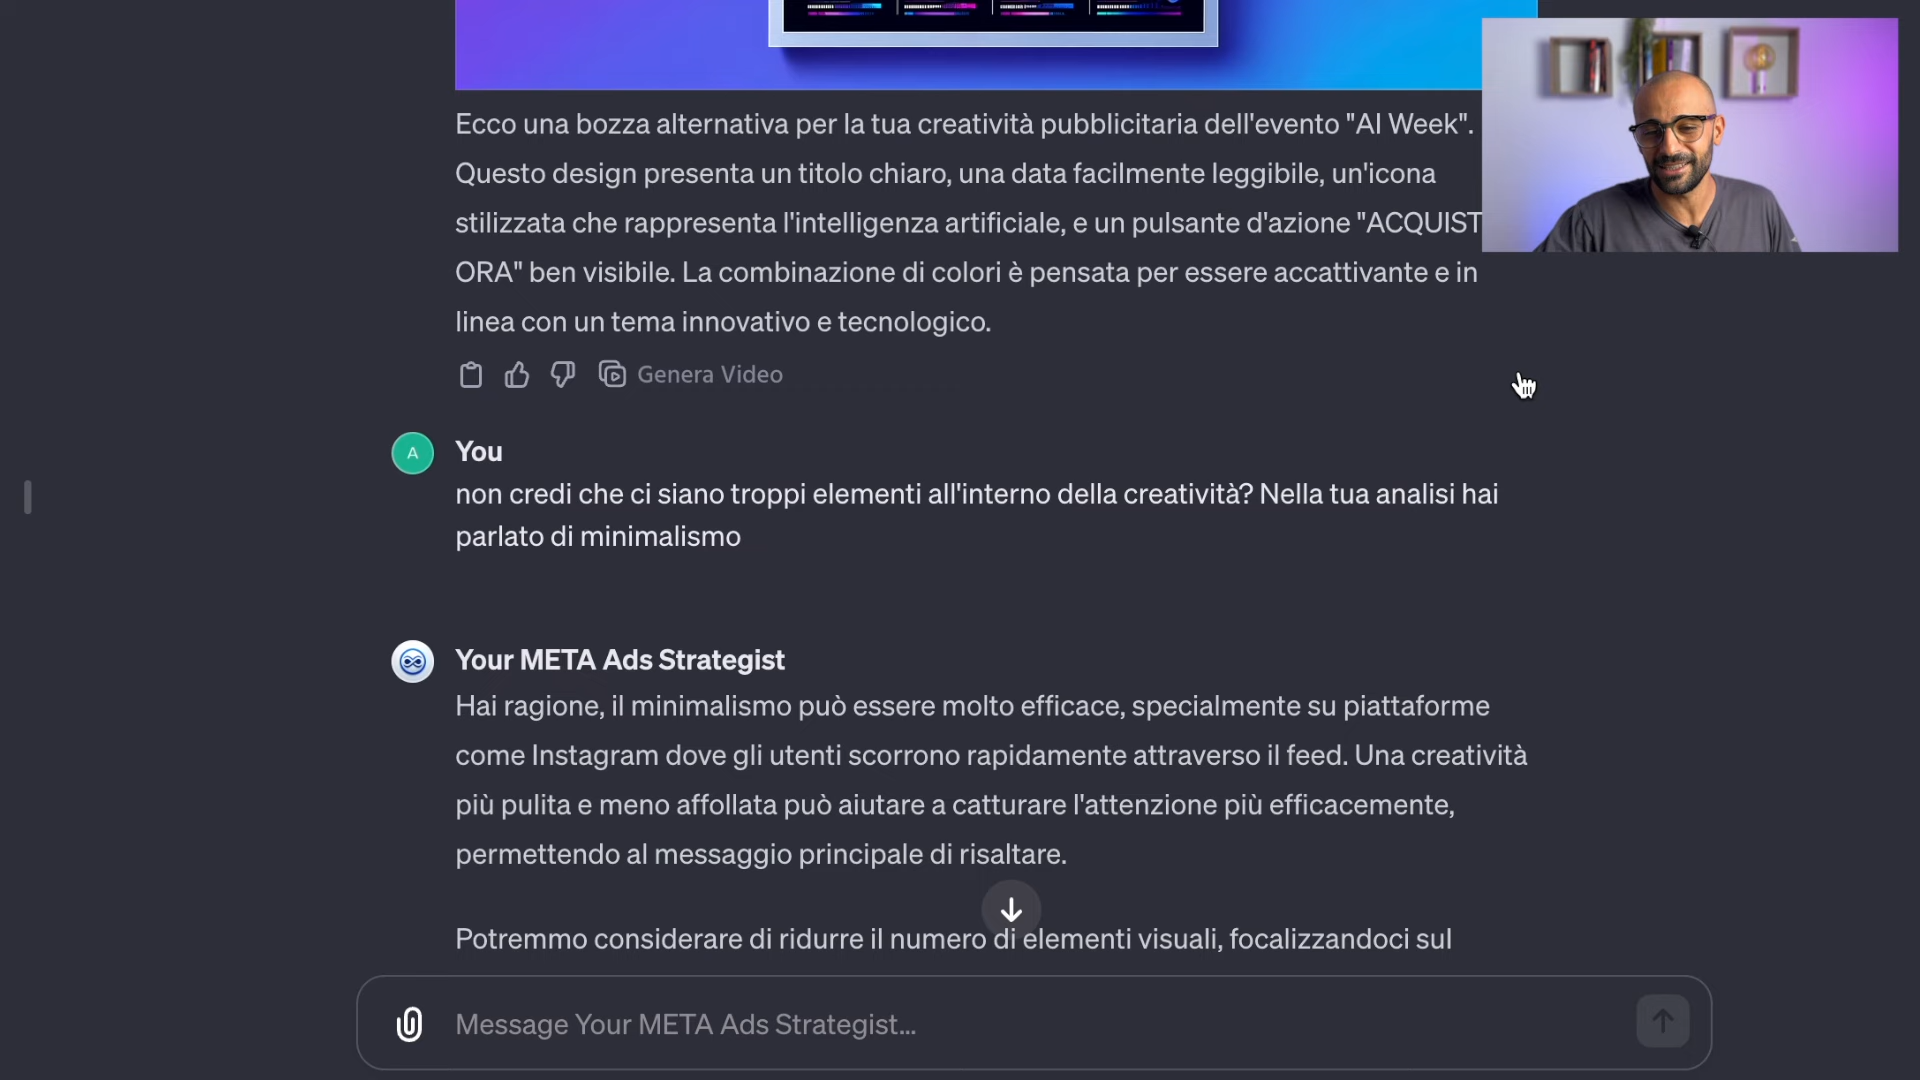 Ecco una bozza alternativa per la tua creatività pubblicitaria dell'evento "AI Week".
Questo design presenta un titolo chiaro, una data facilmente leggibile, un'icona
stilizzata che rappresenta l'intelligenza artificiale, e un pulsante d'azione "ACQUIST
ORA" ben visibile. La combinazione di colori è pensata per essere accattivante e in
linea con un tema innovativo e tecnologico.
Genera Video
A
You
non credi che ci siano troppi elementi all'interno della creatività? Nella tua analisi hai
parlato di minimalismo
Your META Ads Strategist
Hai ragione, il minimalismo può essere molto efficace, specialmente su piattaforme
come Instagram dove gli utenti scorrono rapidamente attraverso il feed. Una creatività
più pulita e meno affollata può aiutare a catturare l'attenzione più efficacemente,
permettendo al messaggio principale di risaltare.
Potremmo considerare di ridurre il numero di elementi visuali, focalizzandoci sul
Message Your META Ads Strategist...